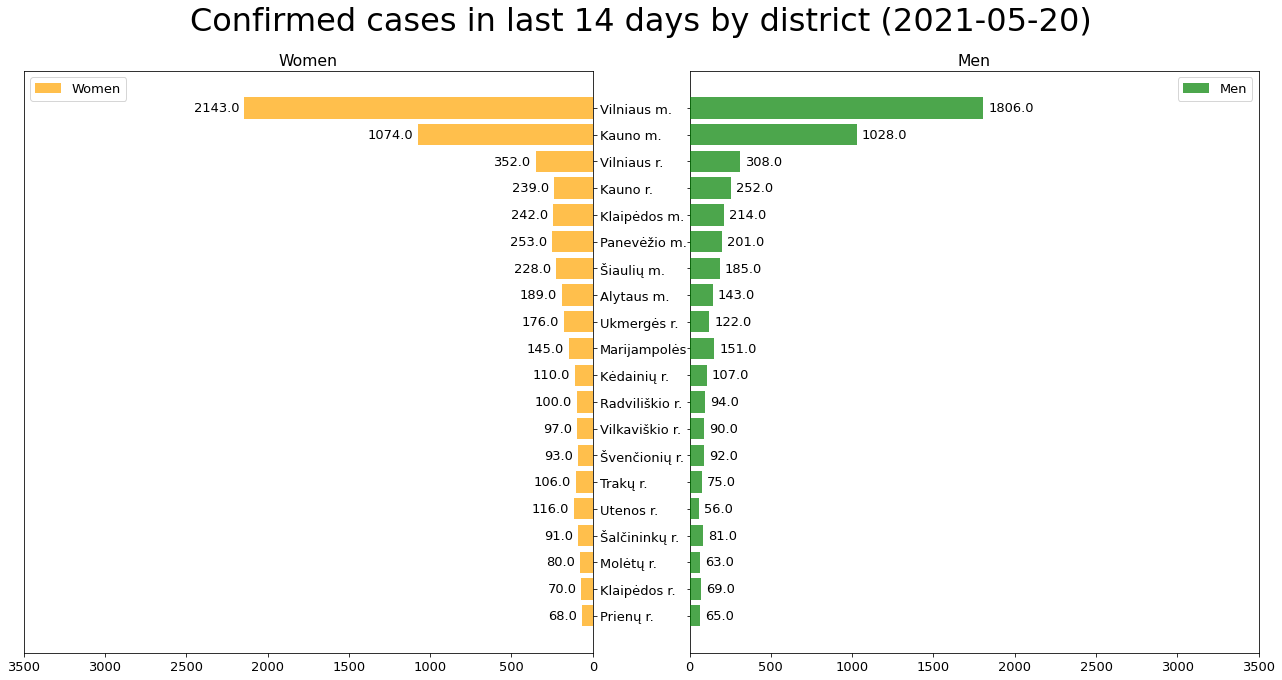 Confirmed cases in last 14 days by district (2021-05-20)
Women Men
Women Men
2143.0 Vilniaus m. 1806.0
1074.0 Kauno m. 1028.0
352.0 Vilniaus r. 308.0
239.0 Kauno r. 252.0
242.0 Klaipėdos m. 214.0
253.0 Panevėžio m. 201.0
228.0 Šiaulių m. 185.0
189.0 Alytaus m. 143.0
176.0 Ukmergės r. 122.0
145.0 Marijampolės 151.0
110.0 Kėdainių r. 107.0
100.0 Radviliškio r. 94.0
97.0 Vilkaviškio r. 90.0
93.0 Švenčionių r. 92.0
106.0 Trakų r. 75.0
116.0 Utenos r. 56.0
91.0 Šalčininkų r. 81.0
80.0 Molėtų r. 63.0
70.0 Klaipėdos r. 69.0
68.0 Prienų r. 65.0
3500 3000 2500 2000 1500 1000 500 0 0 500 1000 1500 2000 2500 3000 3500